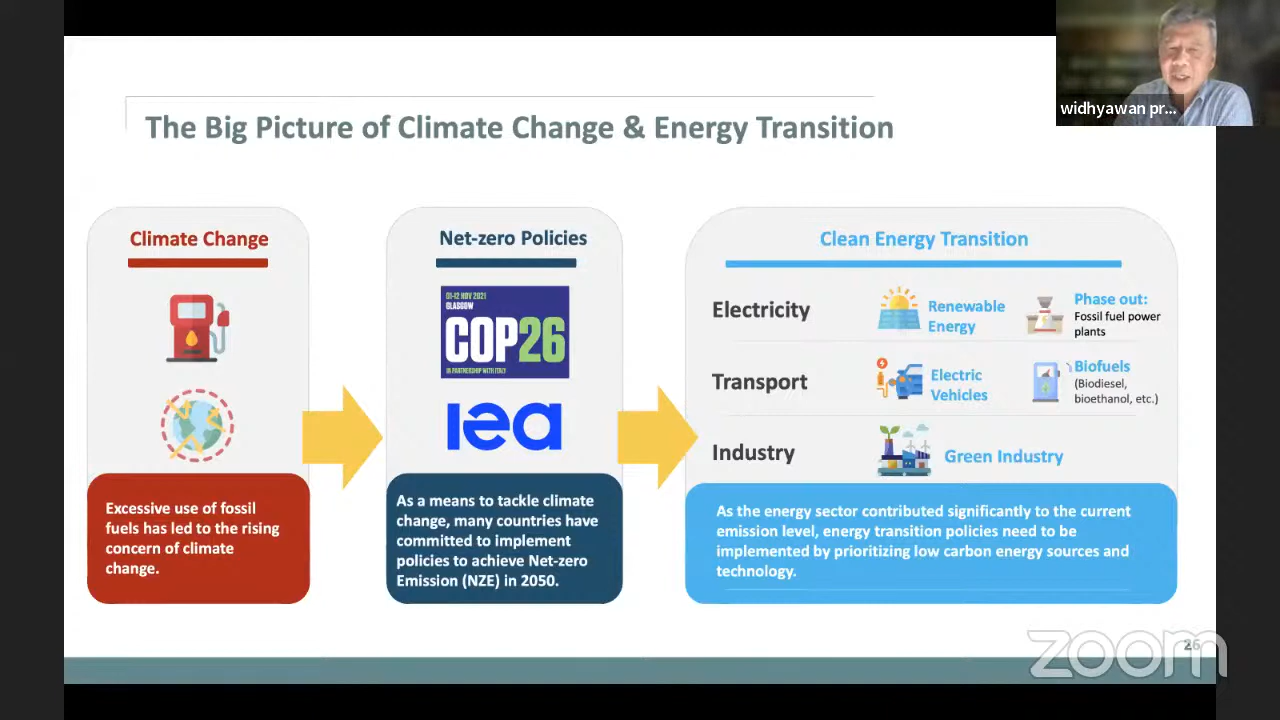 widhyawan pr...
The Big Picture of Climate Change & Energy Transition
Climate Change
Excessive use of fossil
fuels has led to the rising
concern of climate
change.
Net-zero Policies
01-12 NOV 2021
GLASGOW
COP26
IN PARTNERSHIP WITH ITALY
iea
As a means to tackle climate
change, many countries have
committed to implement
policies to achieve Net-zero
Emission (NZE) in 2050.
Clean Energy Transition
Electricity
Renewable
Energy
Phase out:
Fossil fuel power
plants
Transport
Electric
Vehicles
Biofuels
(Biodiesel,
bioethanol, etc.)
Industry
Green Industry
As the energy sector contributed significantly to the current
emission level, energy transition policies need to be
implemented by prioritizing low carbon energy sources and
technology.
26
zoom